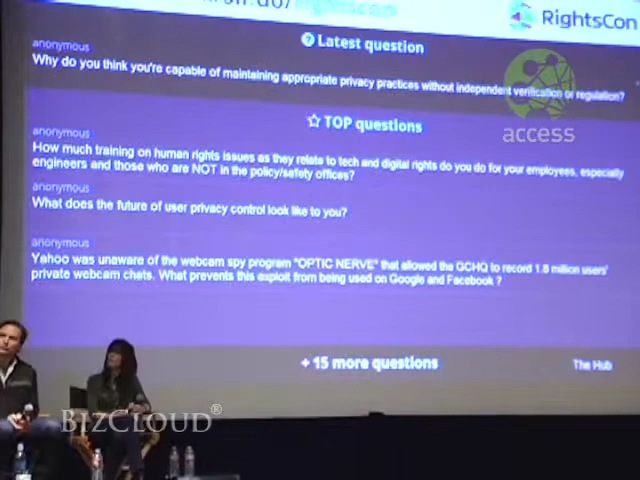 RightsCon
Latest question
anonymous
Why do you think you're capable of maintaining appropriate privacy practices without independent verification or regulation?
access
TOP questions
anonymous
How much training on human rights issues as they relate to tech and digital rights do you do for your employees, especially
engineers and those who are NOT in the policy/safety offices?
anonymous
What does the future of user privacy control look like to you?
anonymous
Yahoo was unaware of the webcam spy program "OPTIC NERVE" that allowed the GCHQ to record 1.8 million users'
private webcam chats. What prevents this exploit from being used on Google and Facebook ?
+ 15 more questions
The Hub
BIZCLOUD®